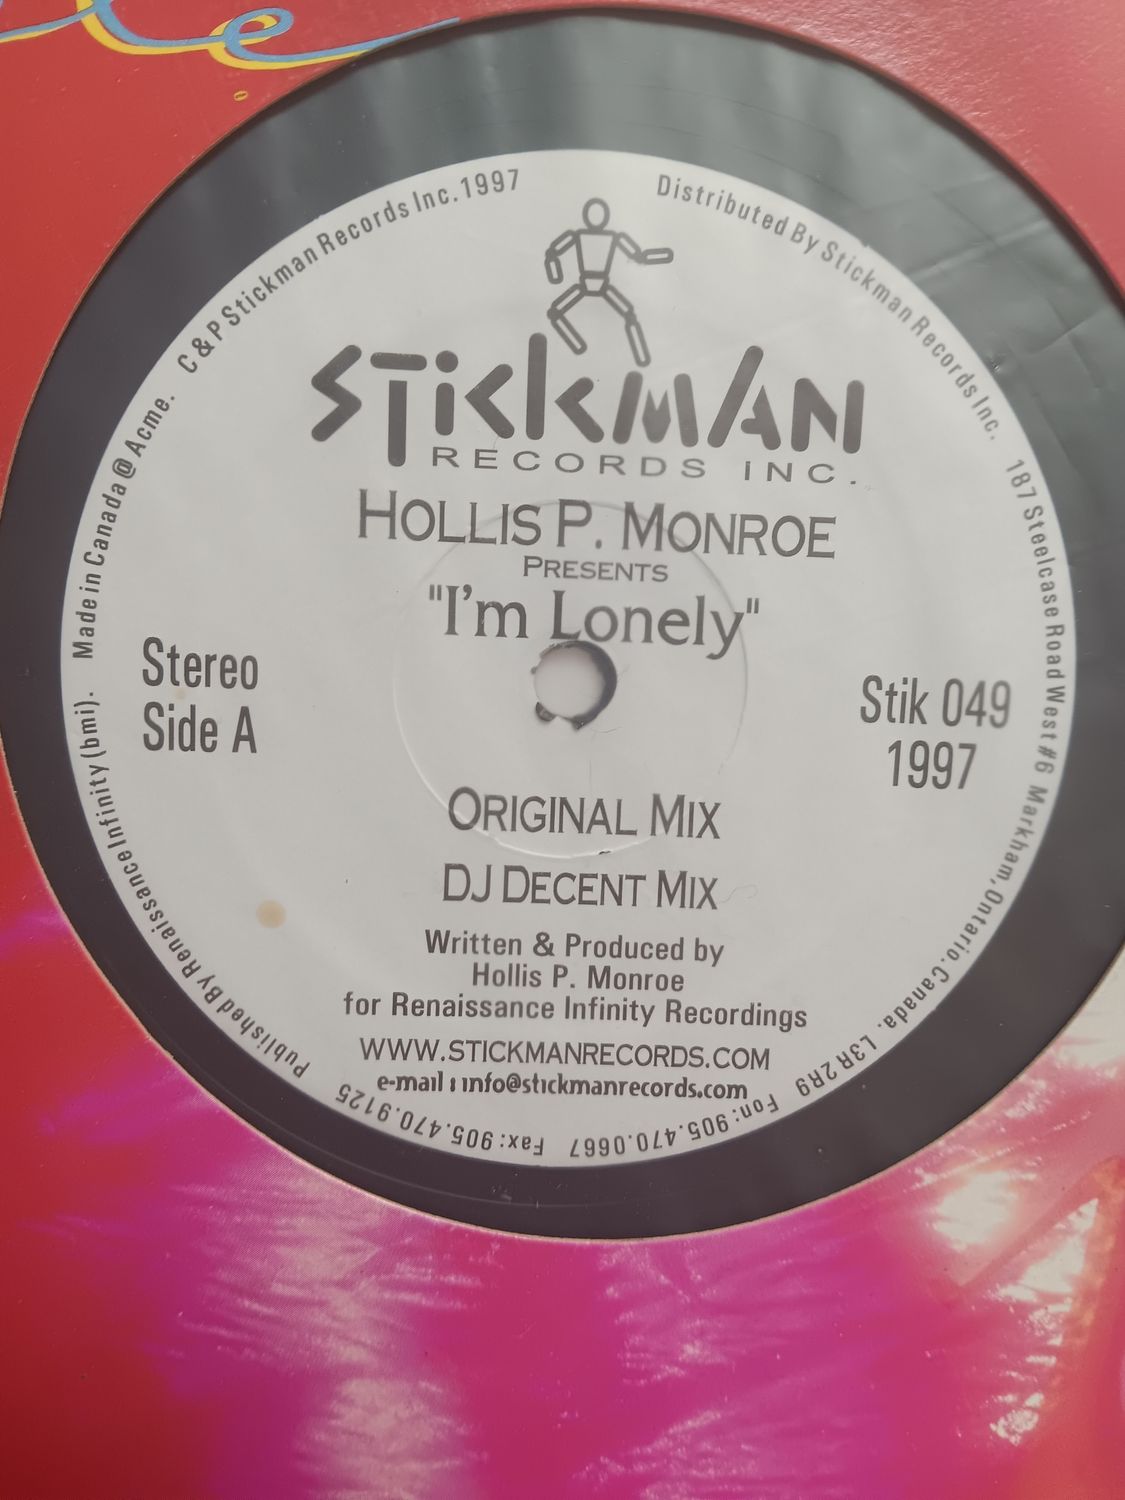 C & P Stickman Records Inc. 1997
Distributed By Stickman Records Inc. 187 Steelcase Road West #6 Markham, Ontario. Canada. L3R 2R9 Fon: 905.470.0667 Fax: 905.470.9125
Published By Renaissance Infinity (bmi). Made in Canada @ Acme.
STiCKMAN
RECORDS INC.
HOLLIS P. MONROE
PRESENTS
"I'm Lonely"
Stereo
Side A
Stik 049
1997
ORIGINAL MIX
DJ DECENT MIX
Written & Produced by
Hollis P. Monroe
for Renaissance Infinity Recordings
WWW.STICKMANRECORDS.COM
e-mail : info@stickmanrecords.com